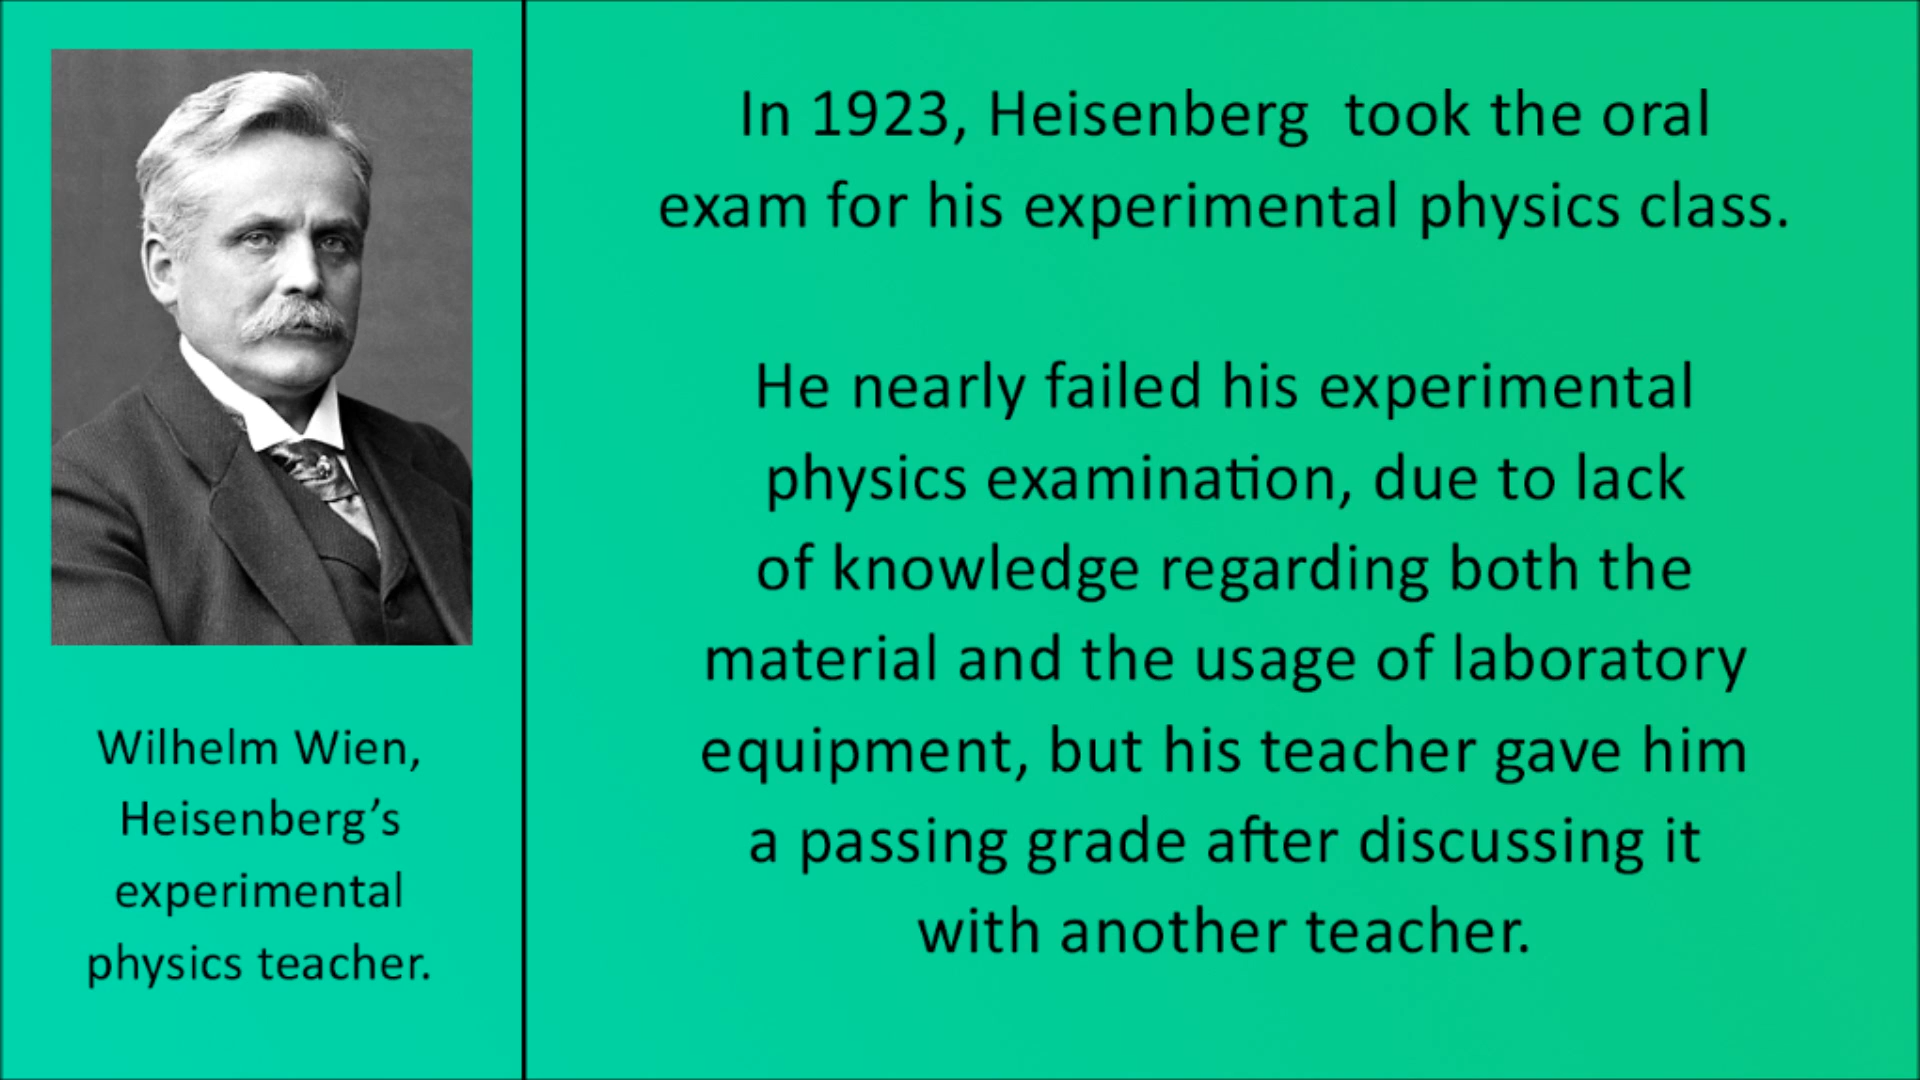 Wilhelm Wien,
Heisenberg’s
experimental
physics teacher.
In 1923, Heisenberg  took the oral
exam for his experimental physics class.
He nearly failed his experimental
physics examination, due to lack
of knowledge regarding both the
material and the usage of laboratory
equipment, but his teacher gave him
a passing grade after discussing it
with another teacher.